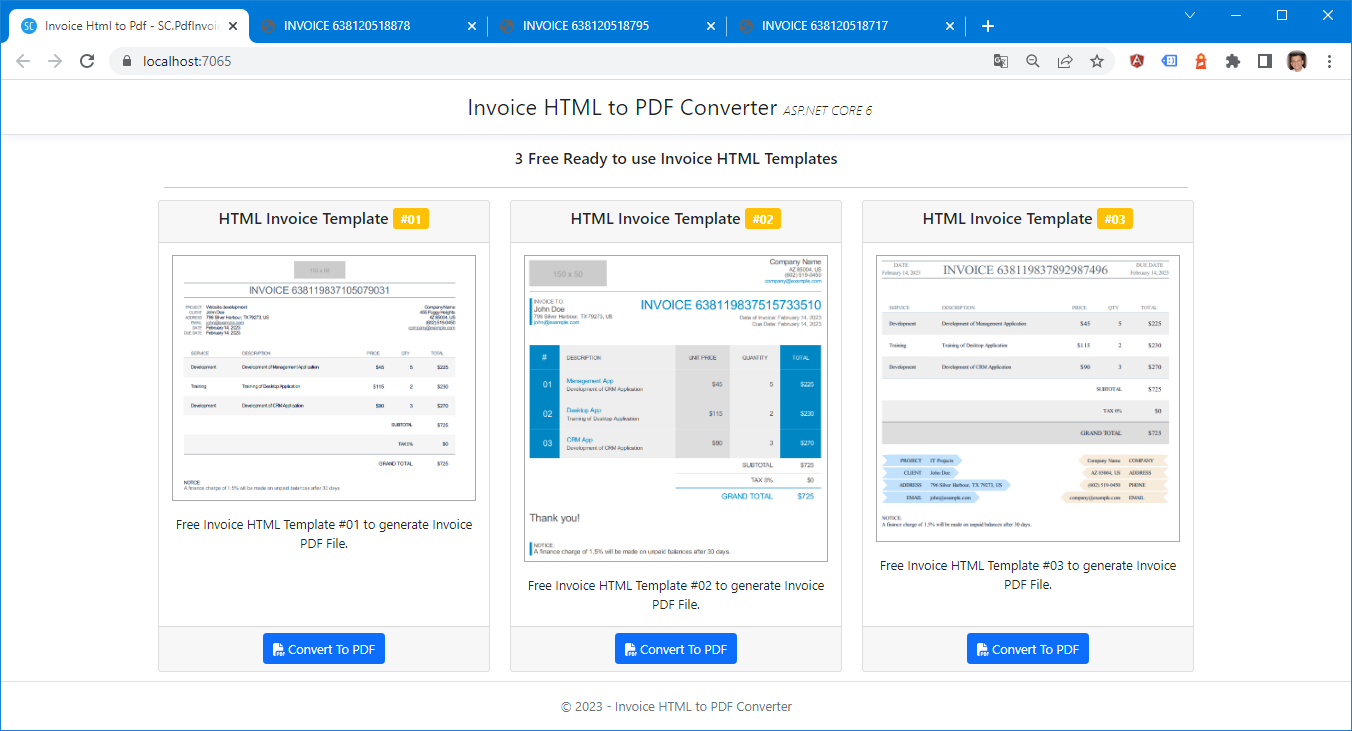 SC Invoice Html to Pdf - SC.PdfInvoi
INVOICE 638120518878
INVOICE 638120518795
INVOICE 638120518717
localhost:7065
Invoice HTML to PDF Converter ASP.NET CORE 6
3 Free Ready to use Invoice HTML Templates
HTML Invoice Template #01
150 x 50
INVOICE 638119837105079031
PROJECT Website development
CLIENT John Doe
ADDRESS 796 Silver Harbour, TX 79273, US
EMAIL john@example.com
DATE February 14, 2023
DUE DATE February 14, 2023
Company Name
455 Foggy Heights
AZ 85004, US
(602) 519-0450
company@example.com
SERVICE DESCRIPTION PRICE QTY TOTAL
Development Development of Management Application $45 5 $225
Training Training of Desktop Application $115 2 $230
Development Development of CRM Application $90 3 $270
SUBTOTAL $725
TAX 0% $0
GRAND TOTAL $725
NOTICE:
A finance charge of 1.5% will be made on unpaid balances after 30 days.
Free Invoice HTML Template #01 to generate Invoice
PDF File.
Convert To PDF
HTML Invoice Template #02
150 x 50
Company Name
AZ 85004, US
(602) 519-0450
company@example.com
INVOICE TO:
John Doe
796 Silver Harbour, TX 79273, US
john@example.com
INVOICE 638119837515733510
Date of Invoice: February 14, 2023
Due Date: February 14, 2023
# DESCRIPTION UNIT PRICE QUANTITY TOTAL
01 Management App $45 5 $225
Development of CRM Application
02 Desktop App $115 2 $230
Training of Desktop Application
03 CRM App $90 3 $270
Development of CRM Application
SUBTOTAL $725
TAX 0% $0
GRAND TOTAL $725
Thank you!
NOTICE:
A finance charge of 1.5% will be made on unpaid balances after 30 days.
Free Invoice HTML Template #02 to generate Invoice
PDF File.
Convert To PDF
HTML Invoice Template #03
DATE
February 14, 2023
INVOICE 638119837892987496
DUE DATE
February 14, 2023
SERVICE DESCRIPTION PRICE QTY TOTAL
Development Development of Management Application $45 5 $225
Training Training of Desktop Application $115 2 $230
Development Development of CRM Application $90 3 $270
SUBTOTAL $725
TAX 0% $0
GRAND TOTAL $725
PROJECT IT Projects
CLIENT John Doe
ADDRESS 796 Silver Harbour, TX 79273, US
EMAIL john@example.com
Company Name COMPANY
AZ 85004, US ADDRESS
(602) 519-0450 PHONE
company@example.com EMAIL
NOTICE:
A finance charge of 1.5% will be made on unpaid balances after 30 days.
Free Invoice HTML Template #03 to generate Invoice
PDF File.
Convert To PDF
© 2023 - Invoice HTML to PDF Converter